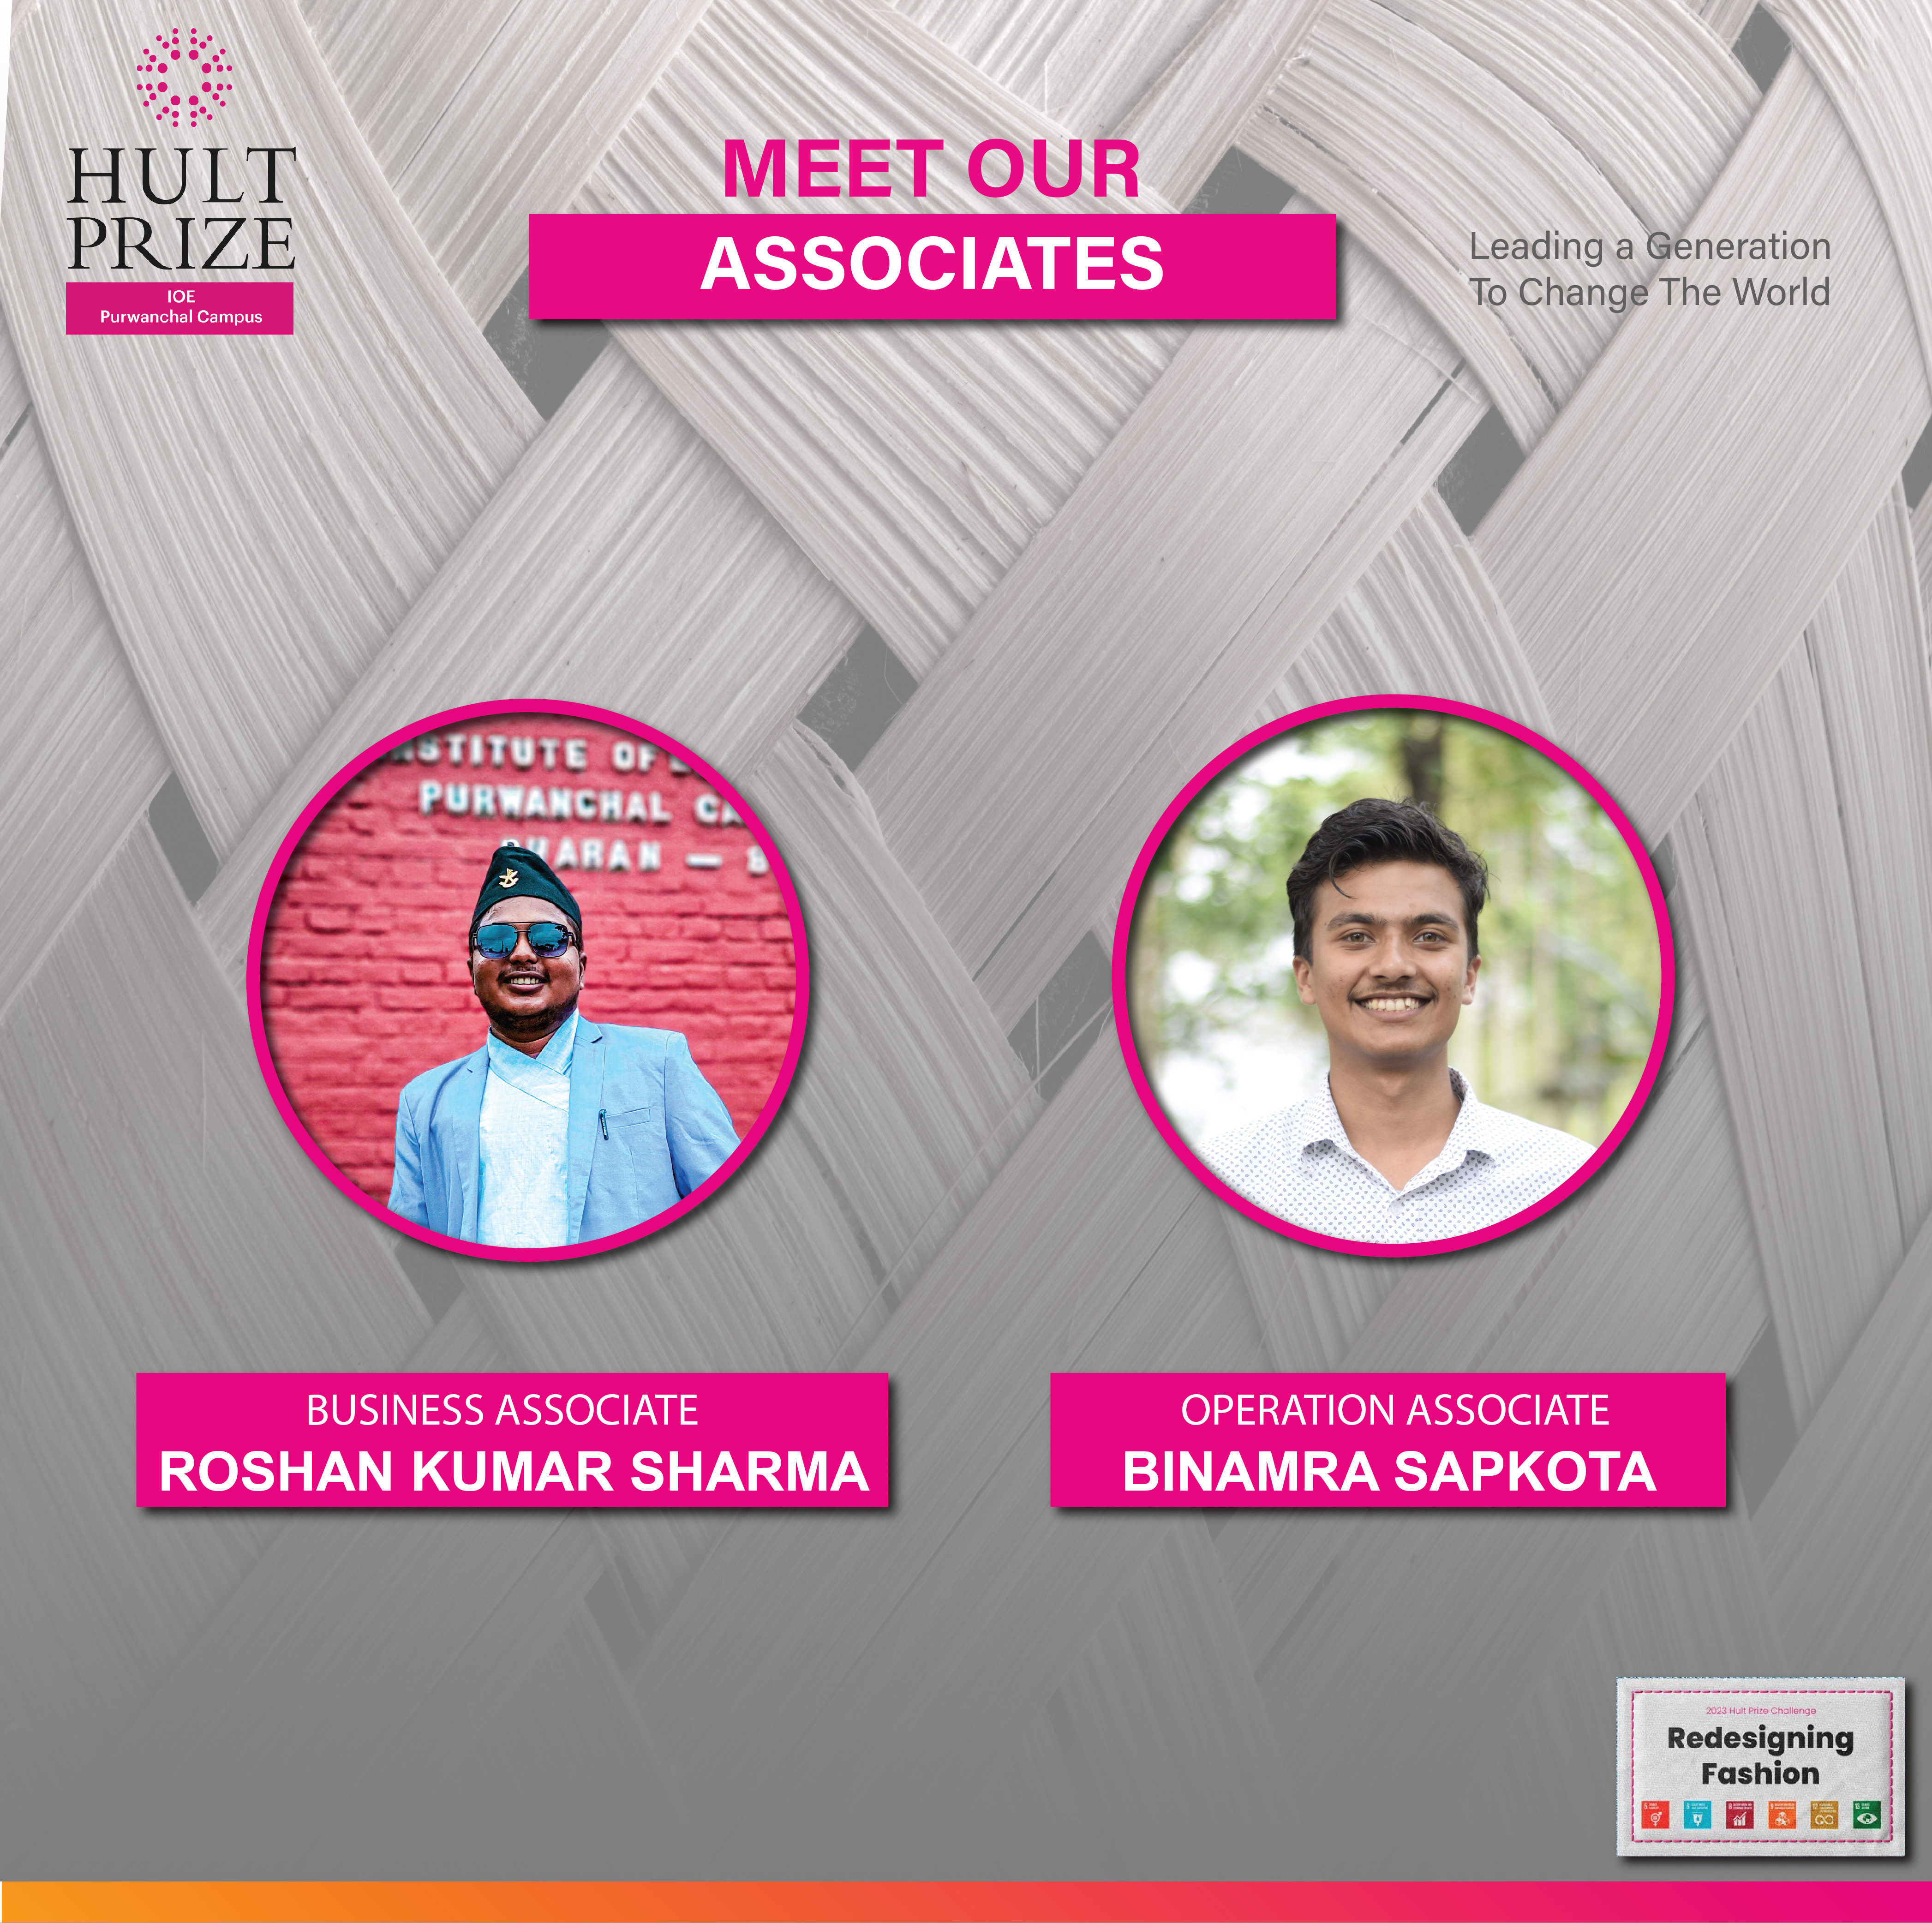 HULT
PRIZE
IOE
Purwanchal Campus
MEET OUR
ASSOCIATES
Leading a Generation
To Change The World
STITUTE OF
PURWANCHAL CA
HARAN —
BUSINESS ASSOCIATE
ROSHAN KUMAR SHARMA
OPERATION ASSOCIATE
BINAMRA SAPKOTA
2023 Hult Prize Challenge
Redesigning
Fashion